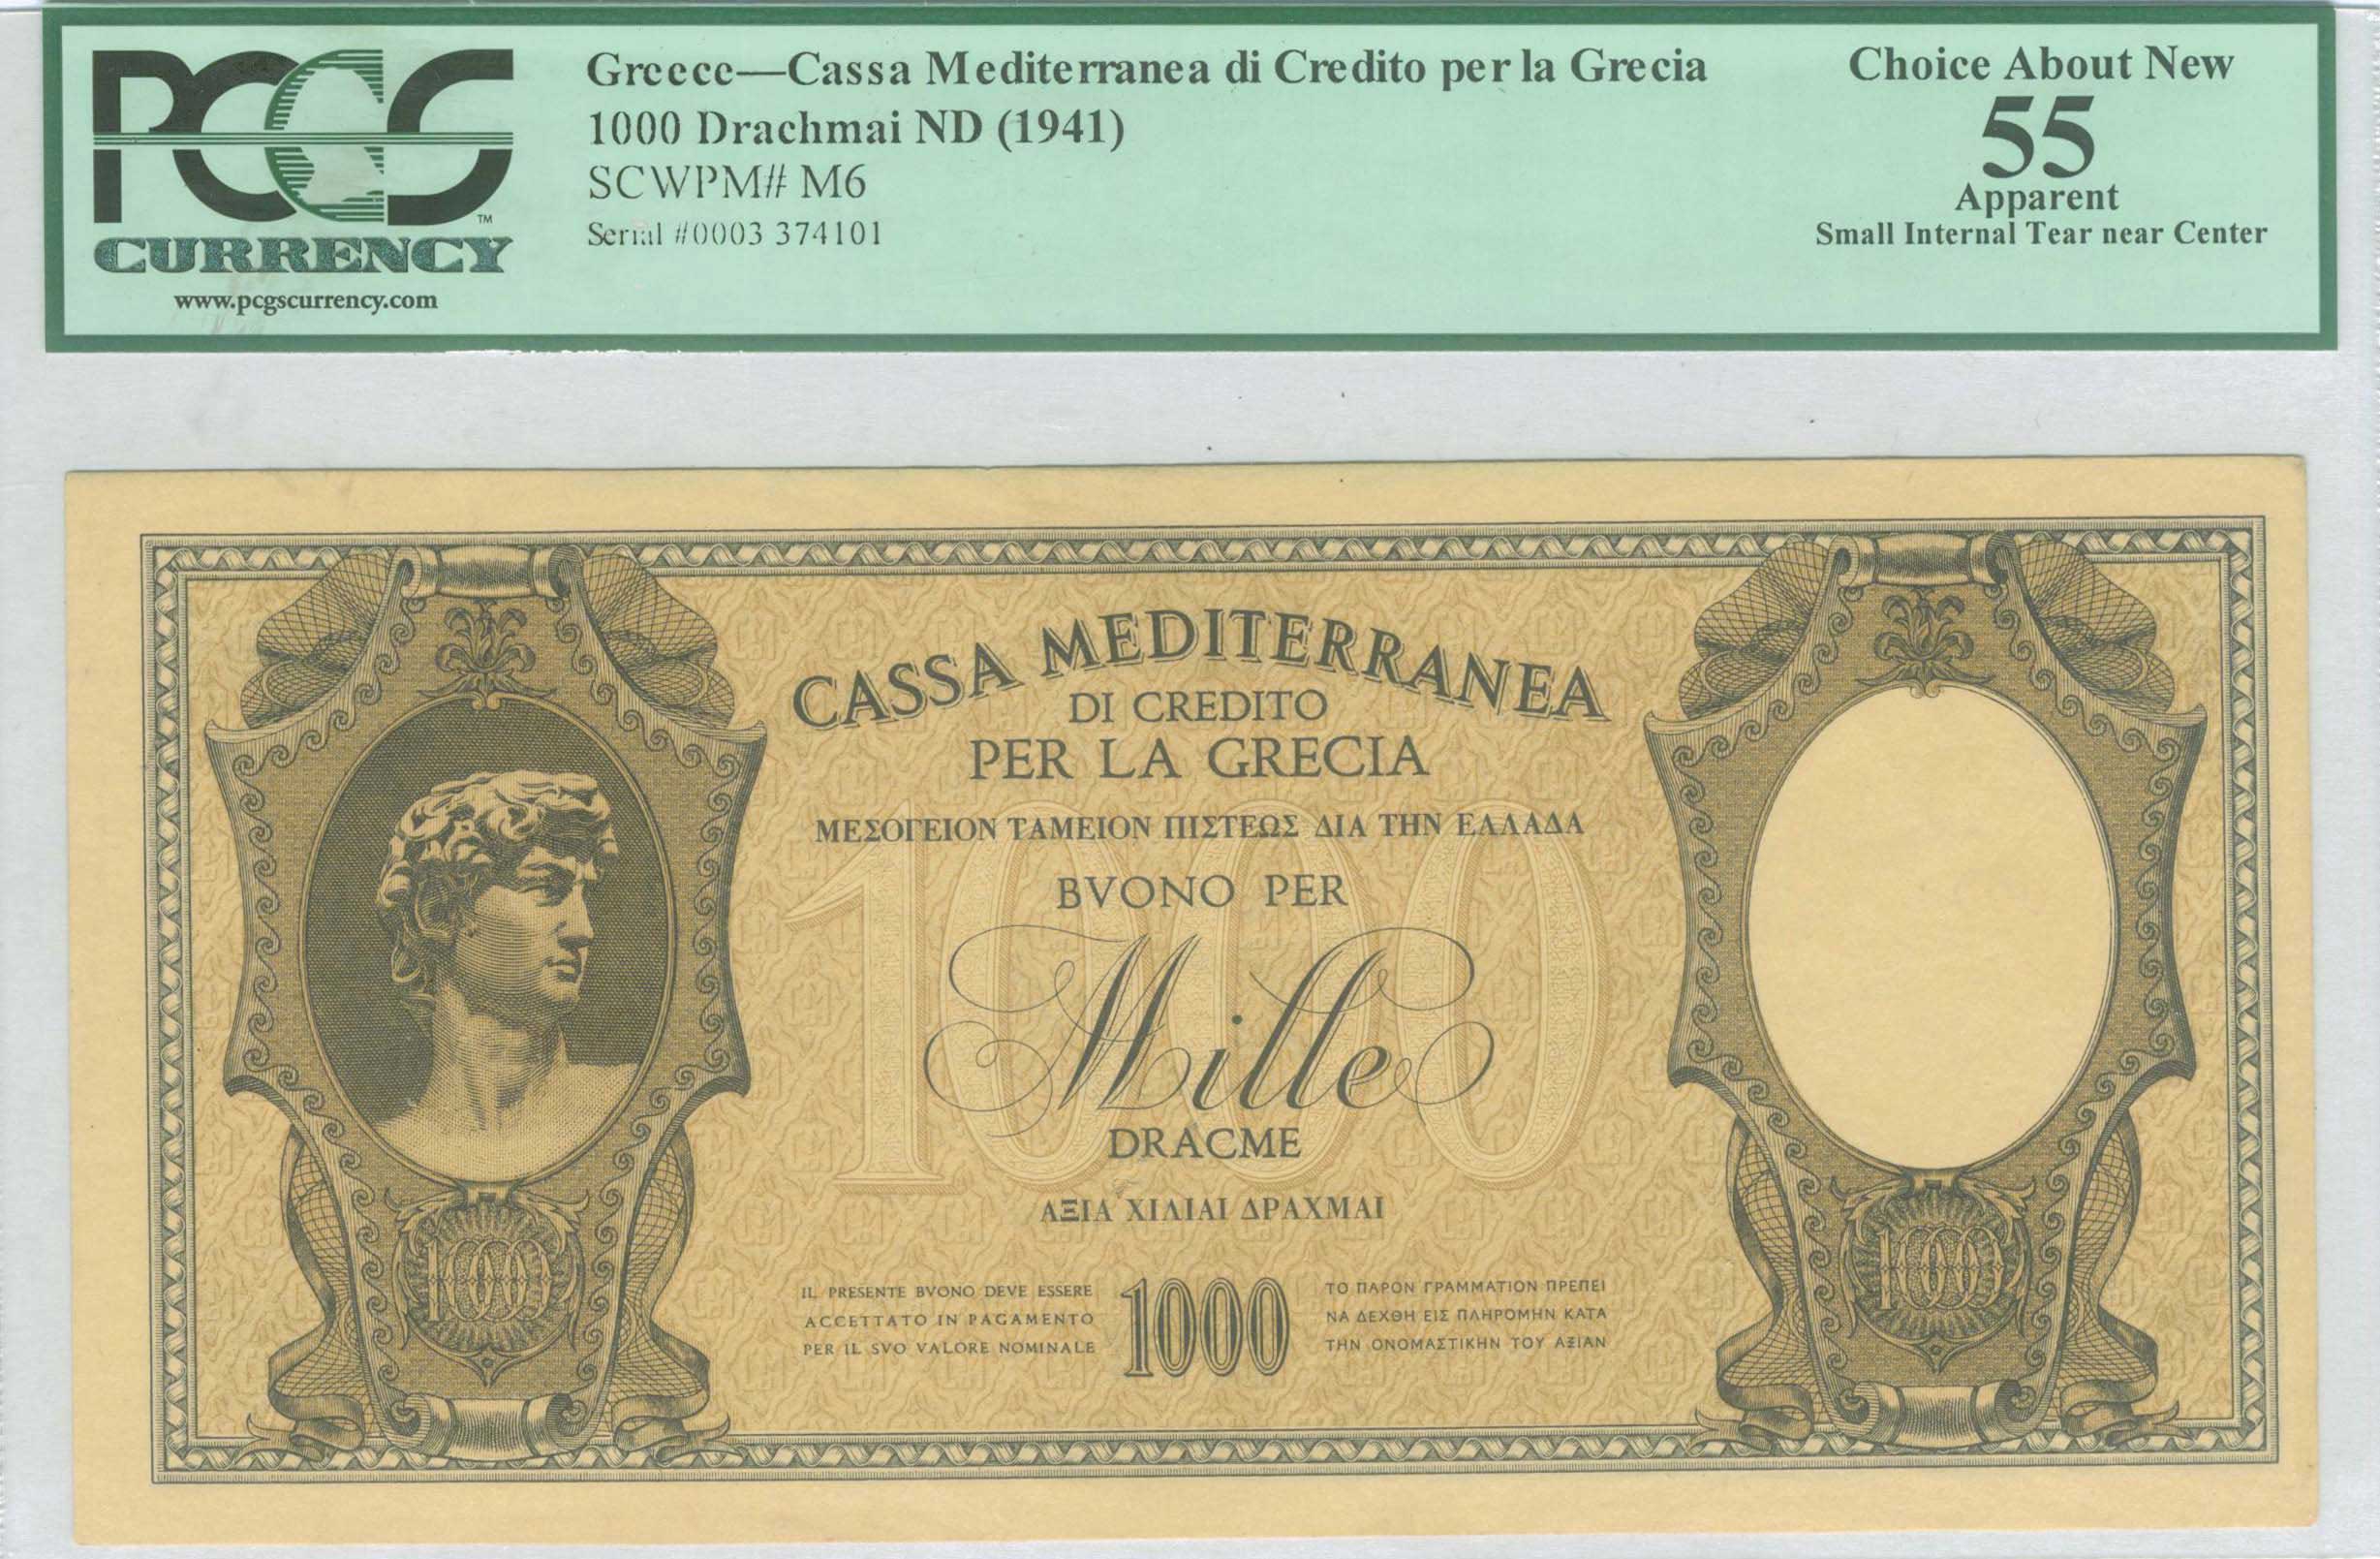 PCGS
TM
CURRENCY
www.pcgscurrency.com
Greece—Cassa Mediterranea di Credito per la Grecia
1000 Drachmai ND (1941)
SCWPM# M6
Serial #0003 374101
Choice About New
55
Apparent
Small Internal Tear near Center
CASSA MEDITERRANEA
DI CREDITO
PER LA GRECIA
ΜΕΣΟΓΕΙΟΝ ΤΑΜΕΙΟΝ ΠΙΣΤΕΩΣ ΔΙΑ ΤΗΝ ΕΛΛΑΔΑ
BVONO PER
1000
Mille
DRACME
ΑΞΙΑ ΧΙΛΙΑΙ ΔΡΑΧΜΑΙ
IL PRESENTE BVONO DEVE ESSERE
ACCETTATO IN PAGAMENTO
PER IL SVO VALORE NOMINALE
1000
ΤΟ ΠΑΡΟΝ ΓΡΑΜΜΑΤΙΟΝ ΠΡΕΠΕΙ
ΝΑ ΔΕΧΘΗ ΕΙΣ ΠΛΗΡΟΜΗΝ ΚΑΤΑ
ΤΗΝ ΟΝΟΜΑΣΤΙΚΗΝ ΤΟΥ ΑΞΙΑΝ
1000
1000